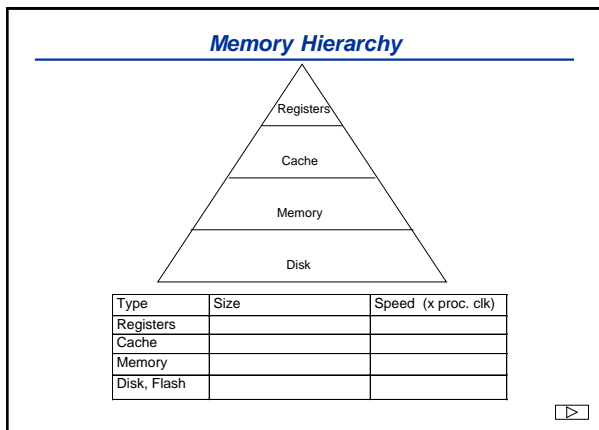 Memory Hierarchy
Registers
Cache
Memory
Disk
Type Size Speed (x proc. clk)
Registers
Cache
Memory
Disk, Flash